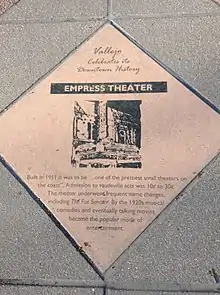 Vallejo
Celebrates its
Downtown History
EMPRESS THEATER
Built in 1911 it was to be "...one of the prettiest small theaters on
the coast". Admission to vaudeville acts was 10¢ to 30¢.
The theater underwent frequent name changes,
including The Fox Senator. By the 1920s musical
comedies and eventually talking movies
became the popular mode of
entertainment.